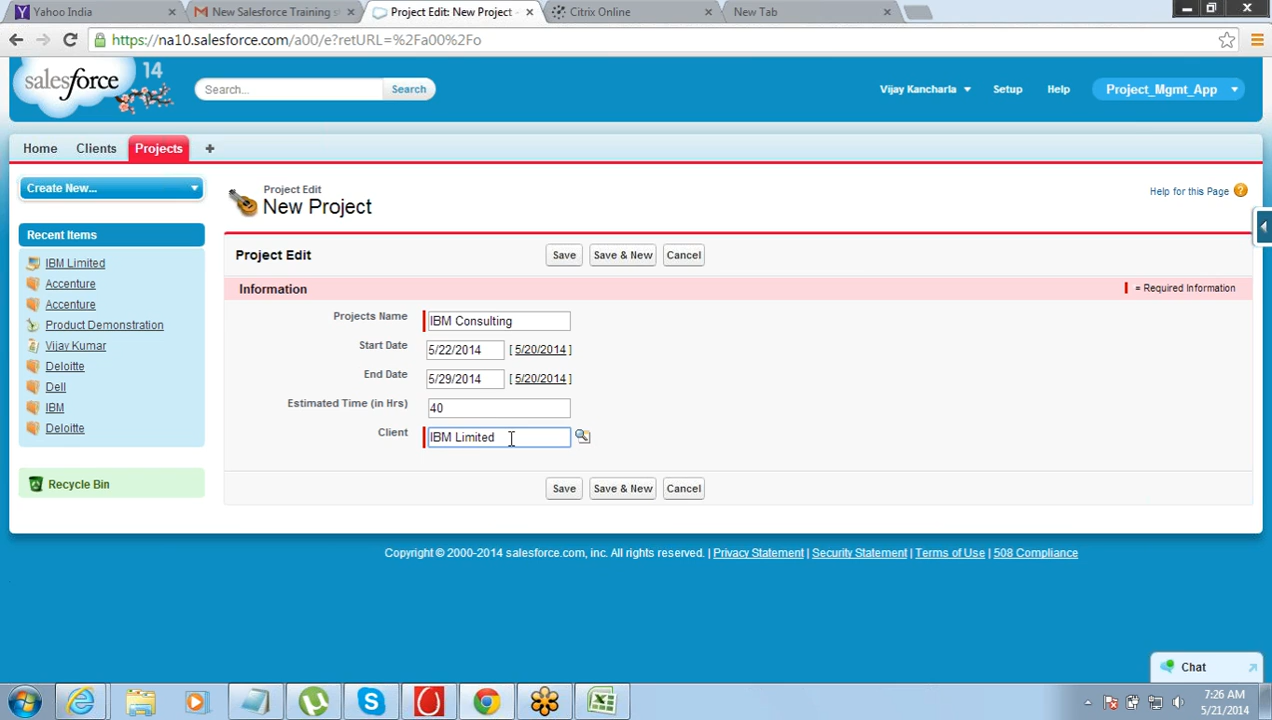 Yahoo India
New Salesforce Training s
Project Edit: New Project -
Citrix Online
New Tab
https://na10.salesforce.com/a00/e?retURL=%2Fa00%2Fo
salesforce
14
Search...
Search
Vijay Kancharla
Setup
Help
Project_Mgmt_App
Home
Clients
Projects
+
Create New...
Project Edit
New Project
Help for this Page
Recent Items
IBM Limited
Accenture
Accenture
Product Demonstration
Vijay Kumar
Deloitte
Dell
IBM
Deloitte
Recycle Bin
Project Edit
Save
Save & New
Cancel
Information
= Required Information
Projects Name
IBM Consulting
Start Date
5/22/2014
[ 5/20/2014 ]
End Date
5/29/2014
[ 5/20/2014 ]
Estimated Time (in Hrs)
40
Client
IBM Limited
Save
Save & New
Cancel
Copyright © 2000-2014 salesforce.com, inc. All rights reserved. | Privacy Statement | Security Statement | Terms of Use | 508 Compliance
Chat
7:26 AM
5/21/2014